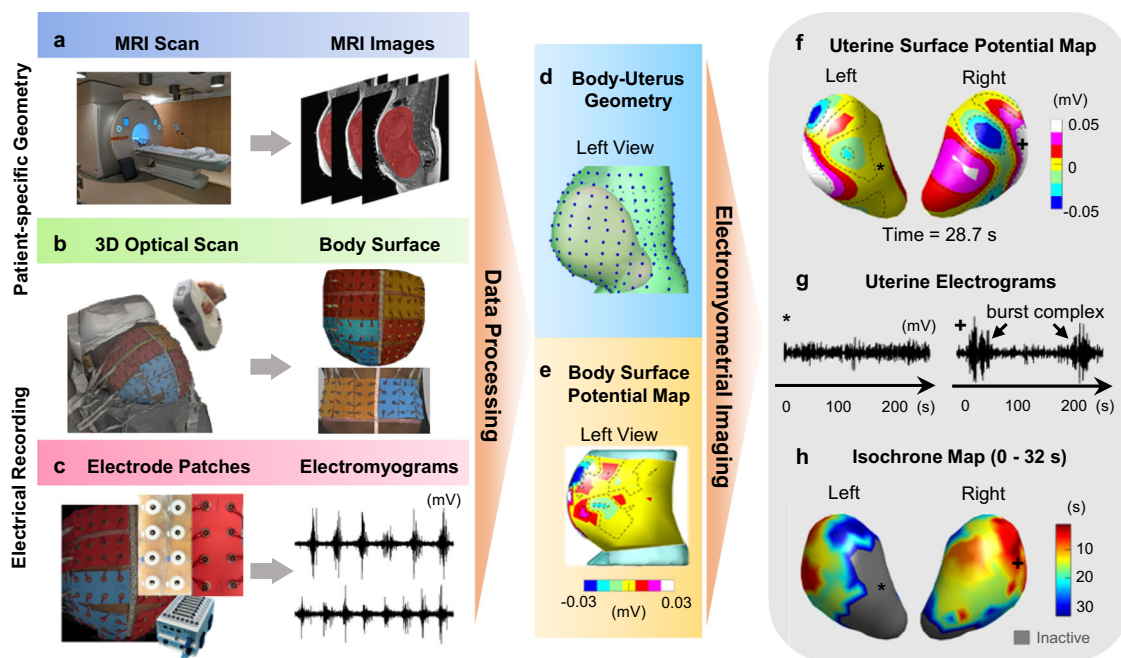 Patient-specific Geometry
Electrical Recording
a
MRI Scan
MRI Images
b
3D Optical Scan
Body Surface
c
Electrode Patches
Electromyograms
(mV)
Data Processing
d
Body-Uterus
Geometry
Left View
e
Body Surface
Potential Map
Left View
-0.03
0.03
(mV)
Electromyometrial Imaging
f
Uterine Surface Potential Map
Left
Right
(mV)
0.05
0
-0.05
*
+
Time = 28.7 s
g
Uterine Electrograms
*
(mV)
+
burst complex
0 100 200 (s)
0 100 200 (s)
h
Isochrone Map (0 - 32 s)
Left
Right
(s)
10
20
30
*
+
Inactive